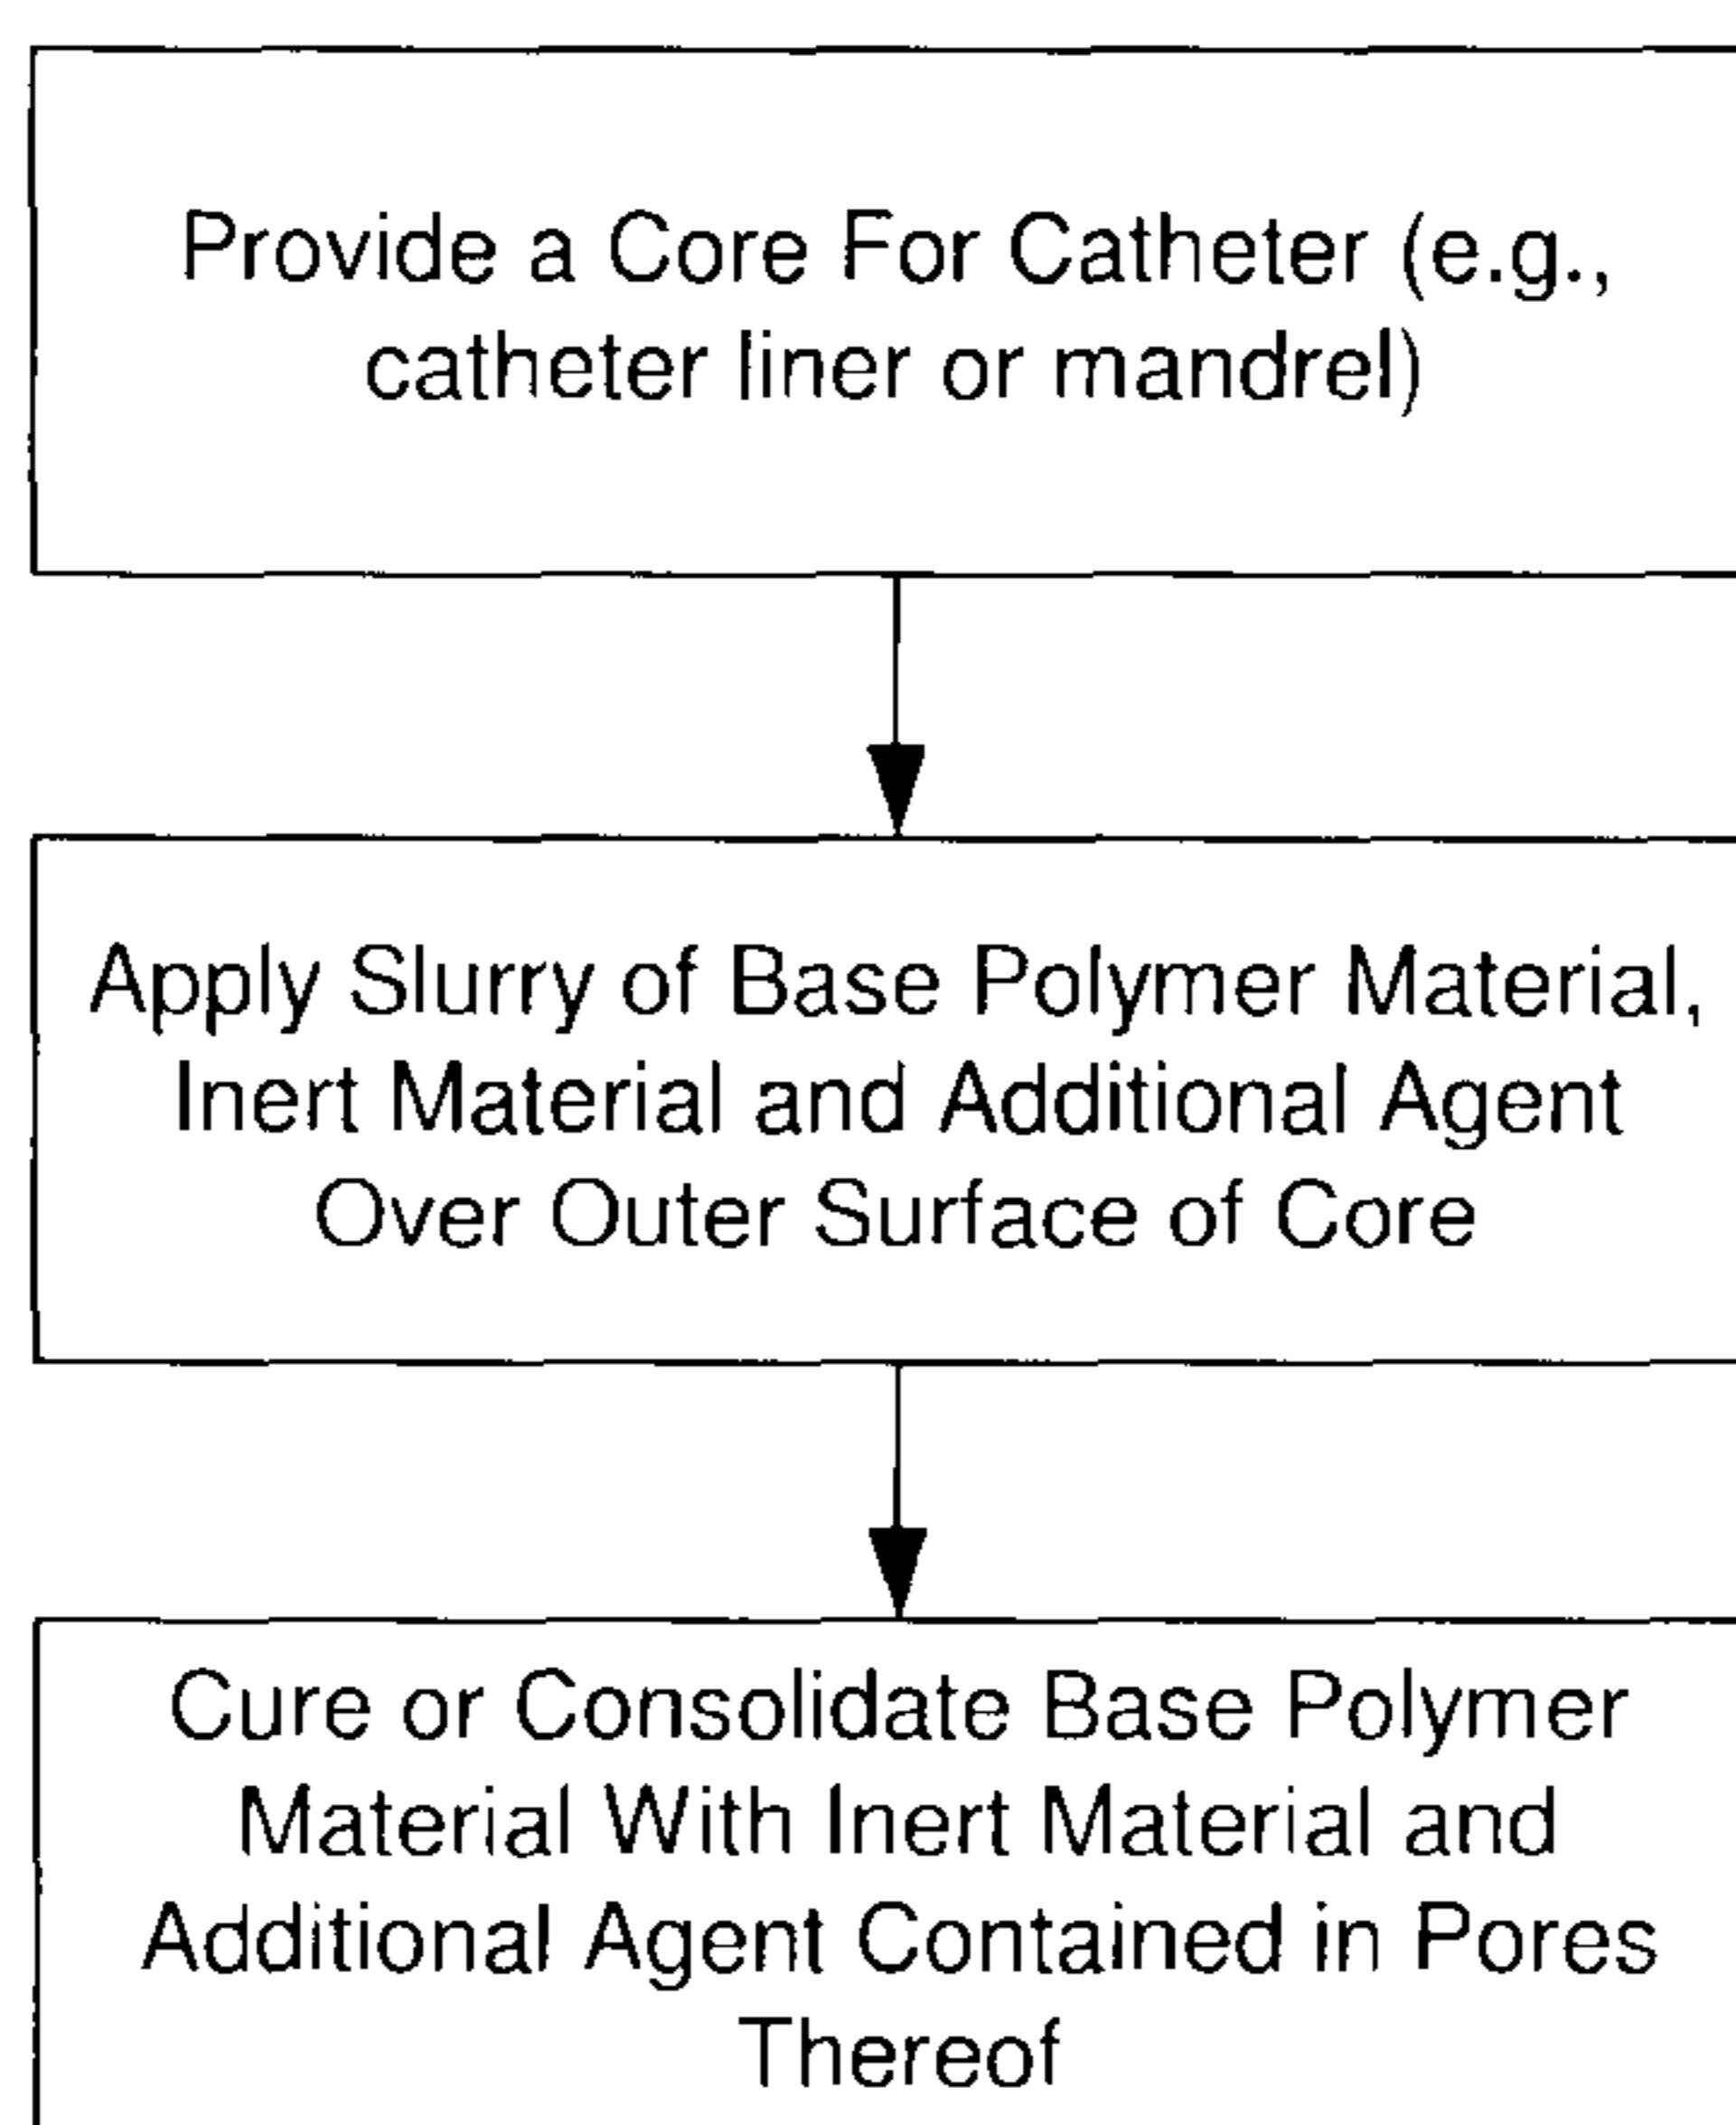 Provide a Core For Catheter (e.g.,
catheter liner or mandrel)
Apply Slurry of Base Polymer Material,
Inert Material and Additional Agent
Over Outer Surface of Core
Cure or Consolidate Base Polymer
Material With Inert Material and
Additional Agent Contained in Pores
Thereof